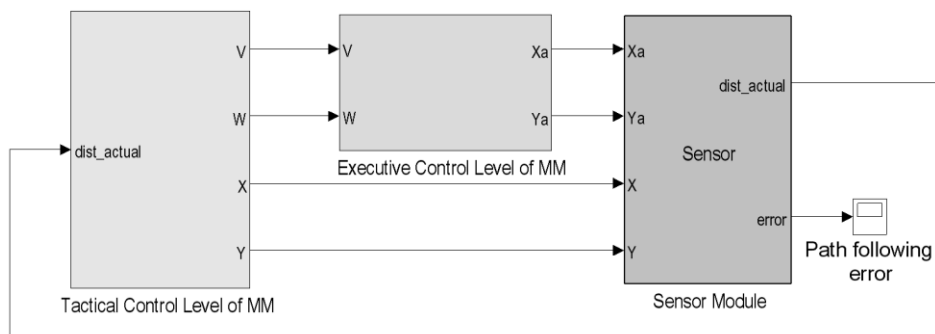 V
V
Xa
Xa
dist_actual
W
W
Ya
Ya
dist_actual
Sensor
Executive Control Level of MM
X
X
error
Y
Y
Path following
error
Tactical Control Level of MM
Sensor Module